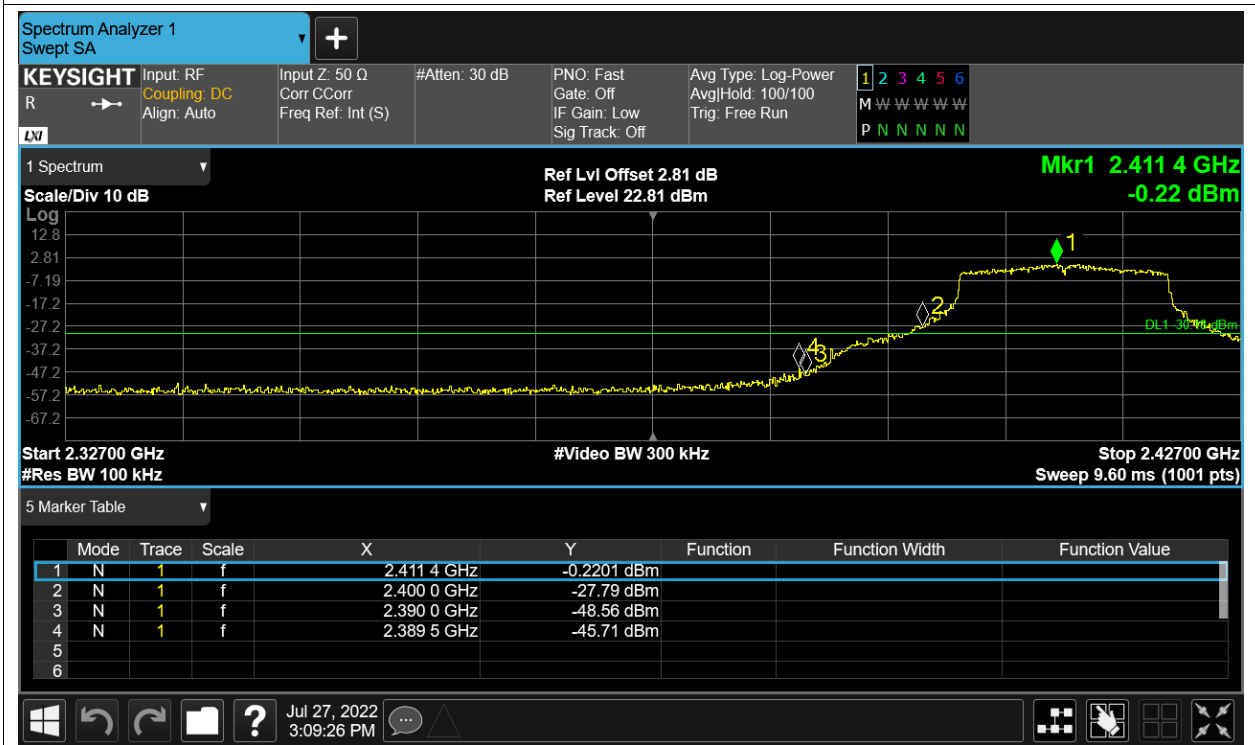 Spectrum Analyzer 1
Swept SA
KEYSIGHT Input: RF Input Z: 50 Ω #Atten: 30 dB PNO: Fast Avg Type: Log-Power 1 2 3 4 5 6
R Coupling: DC Corr CCorr Gate: Off Avg|Hold: 100/100 M W W W W W
Align: Auto Freq Ref: Int (S) IF Gain: Low Trig: Free Run
LXI Sig Track: Off P N N N N N
1 Spectrum Ref Lvl Offset 2.81 dB Mkr1 2.411 4 GHz
Scale/Div 10 dB Ref Level 22.81 dBm -0.22 dBm
Log
12.8
1
2.81
-7.19
-17.2
2
-27.2
-37.2
4 3
-47.2
-57.2
-67.2
Start 2.32700 GHz #Video BW 300 kHz Stop 2.42700 GHz
#Res BW 100 kHz Sweep 9.60 ms (1001 pts)
5 Marker Table
Mode Trace Scale X Y Function Function Width Function Value
1 N 1 f 2.411 4 GHz -0.2201 dBm
2 N 1 f 2.400 0 GHz -27.79 dBm
3 N 1 f 2.390 0 GHz -48.56 dBm
4 N 1 f 2.389 5 GHz -45.71 dBm
5
6
? Jul 27, 2022
3:09:26 PM